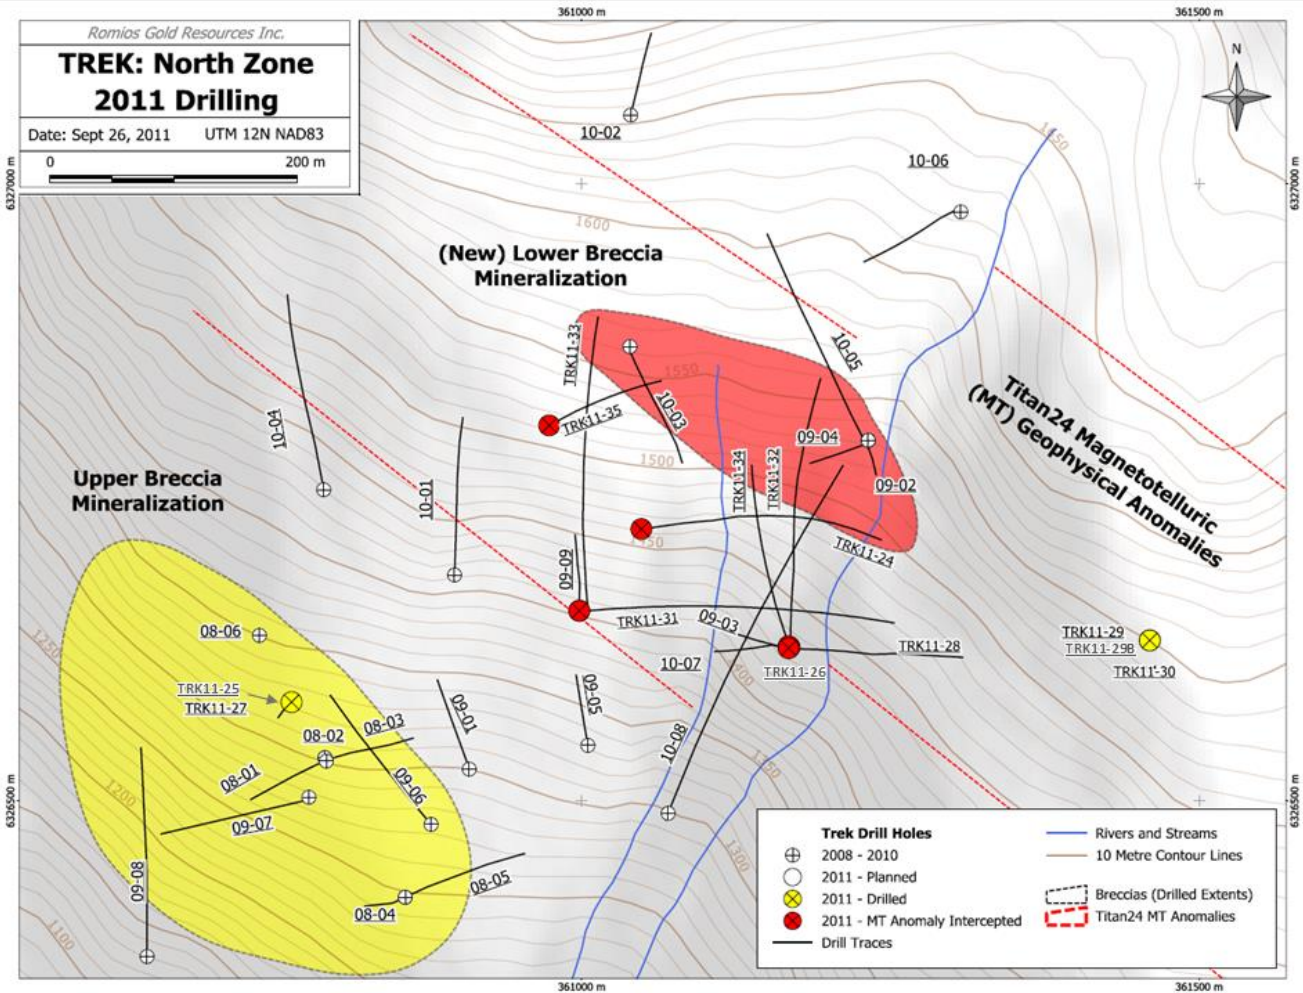 361000 m
361500 m
Romios Gold Resources Inc.
TREK: North Zone
2011 Drilling
Date: Sept 26, 2011 UTM 12N NAD83
0 200 m
N
6327000 m
6327000 m
10-02
1450
10-06
1600
(New) Lower Breccia
Mineralization
TRK11-33
10-05
1550
10-03
TRK11-35
10-04
Titan24 Magnetotelluric
(MT) Geophysical Anomalies
09-04
1500
TRK11-34
TRK11-32
Upper Breccia
Mineralization
10-01
09-02
TRK11-24
09-09
TRK11-31
09-03
08-06
TRK11-29
TRK11-29B
TRK11-30
TRK11-28
10-07
TRK11-26
1250
TRK11-25
TRK11-27
09-05
09-01
08-03
08-02
10-08
08-01
09-06
1350
1200
6326500 m
6326500 m
09-07
1300
09-08
08-05
08-04
1100
Trek Drill Holes
2008 - 2010
2011 - Planned
2011 - Drilled
2011 - MT Anomaly Intercepted
Drill Traces
Rivers and Streams
10 Metre Contour Lines
Breccias (Drilled Extents)
Titan24 MT Anomalies
361000 m
361500 m